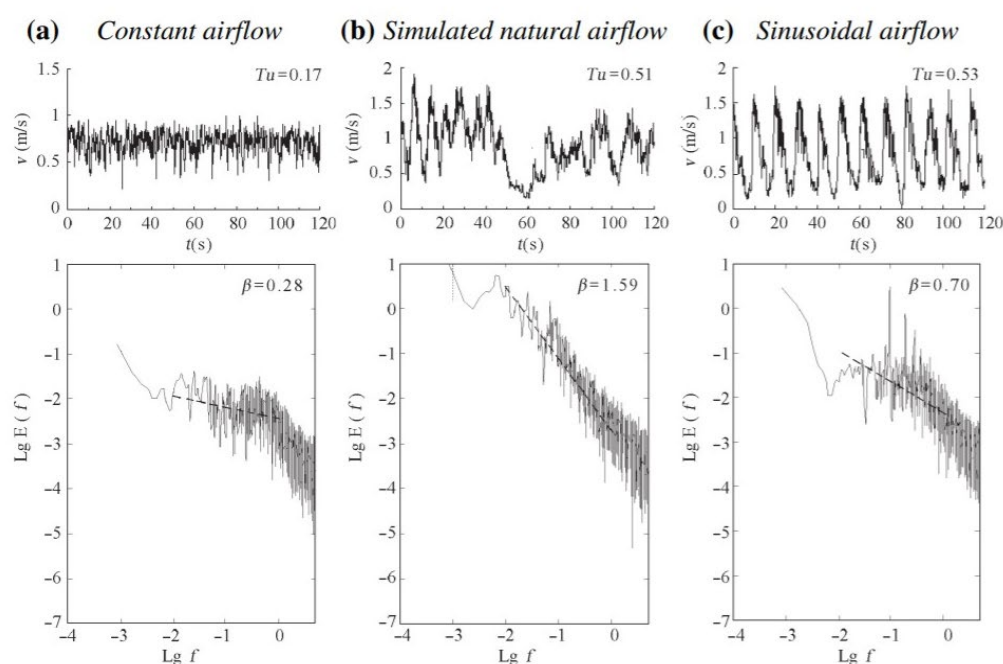 (a) Constant airflow
(b) Simulated natural airflow
(c) Sinusoidal airflow
Tu=0.17
1.5
1
0.5
0
v (m/s)
0 20 40 60 80 100 120
t(s)
Tu=0.51
2
1.5
1
0.5
0
v (m/s)
0 20 40 60 80 100 120
t(s)
Tu=0.53
2
1.5
1
0.5
0
v (m/s)
0 20 40 60 80 100 120
t(s)
β=0.28
1
0
-1
-2
-3
-4
-5
-6
-7
Lg E (f)
-4 -3 -2 -1 0
Lg f
β=1.59
1
0
-1
-2
-3
-4
-5
-6
-7
Lg E (f)
-4 -3 -2 -1 0
Lg f
β=0.70
1
0
-1
-2
-3
-4
-5
-6
-7
Lg E (f)
-4 -3 -2 -1 0
Lg f